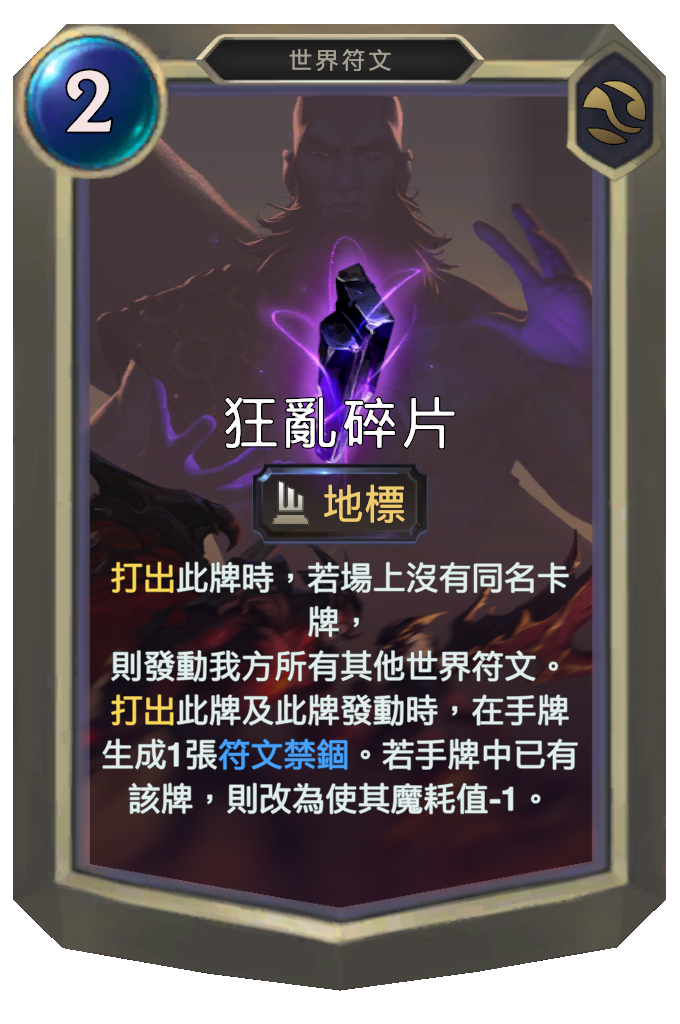 世界符文
2
狂亂碎片
地標
打出此牌時，若場上沒有同名卡
牌，
則發動我方所有其他世界符文。
打出此牌及此牌發動時，在手牌
生成1張符文禁錮。若手牌中已有
該牌，則改為使其魔耗值-1。